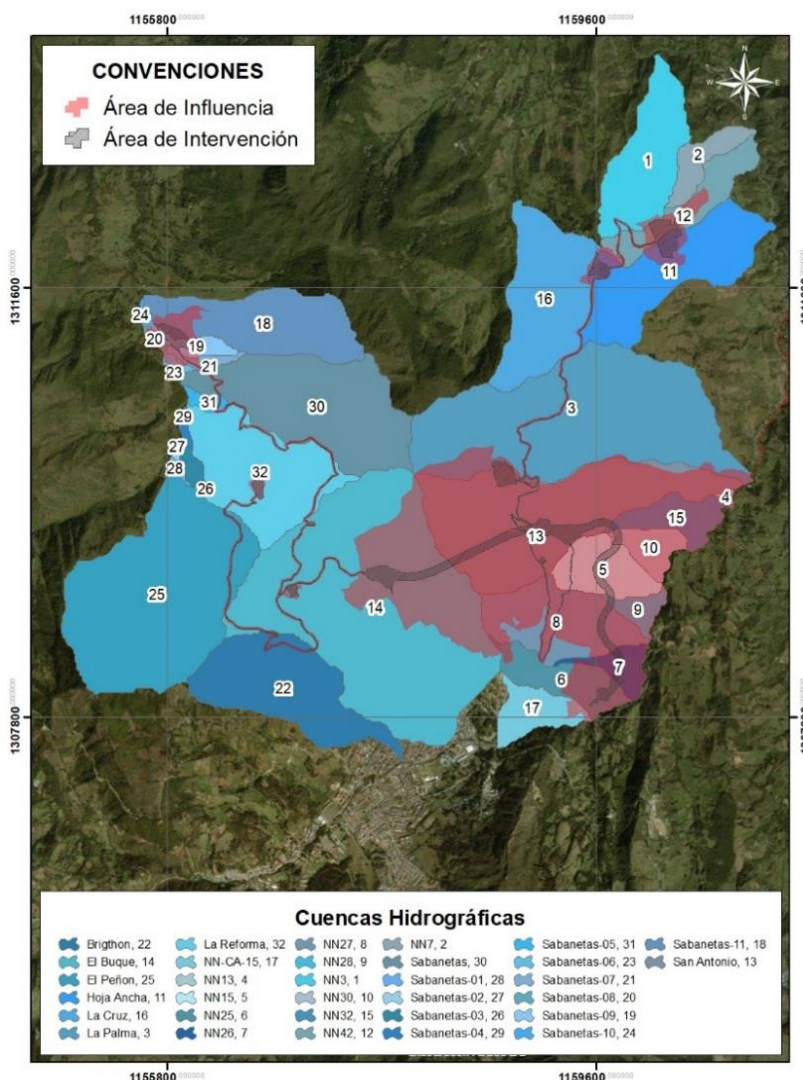 1155800.000000 1159600.000000
CONVENCIONES
Área de Influencia
Área de Intervención
N
W E
S
1 2
12
11
16
1311600.000000
24 18
20 19
21
23
31
29
30
3
27
28
32
26
4
15
13
10
5
25
14
9
8
7
6
22
17
1307800.000000
Cuencas Hidrográficas
Brigthon, 22 La Reforma, 32 NN27, 8 NN7, 2 Sabanetas-05, 31 Sabanetas-11, 18
El Buque, 14 NN-CA-15, 17 NN28, 9 Sabanetas, 30 Sabanetas-06, 23 San Antonio, 13
El Peñon, 25 NN13, 4 NN3, 1 Sabanetas-01, 28 Sabanetas-07, 21
Hoja Ancha, 11 NN15, 5 NN30, 10 Sabanetas-02, 27 Sabanetas-08, 20
La Cruz, 16 NN25, 6 NN32, 15 Sabanetas-03, 26 Sabanetas-09, 19
La Palma, 3 NN26, 7 NN42, 12 Sabanetas-04, 29 Sabanetas-10, 24
1155800.000000 1159600.000000